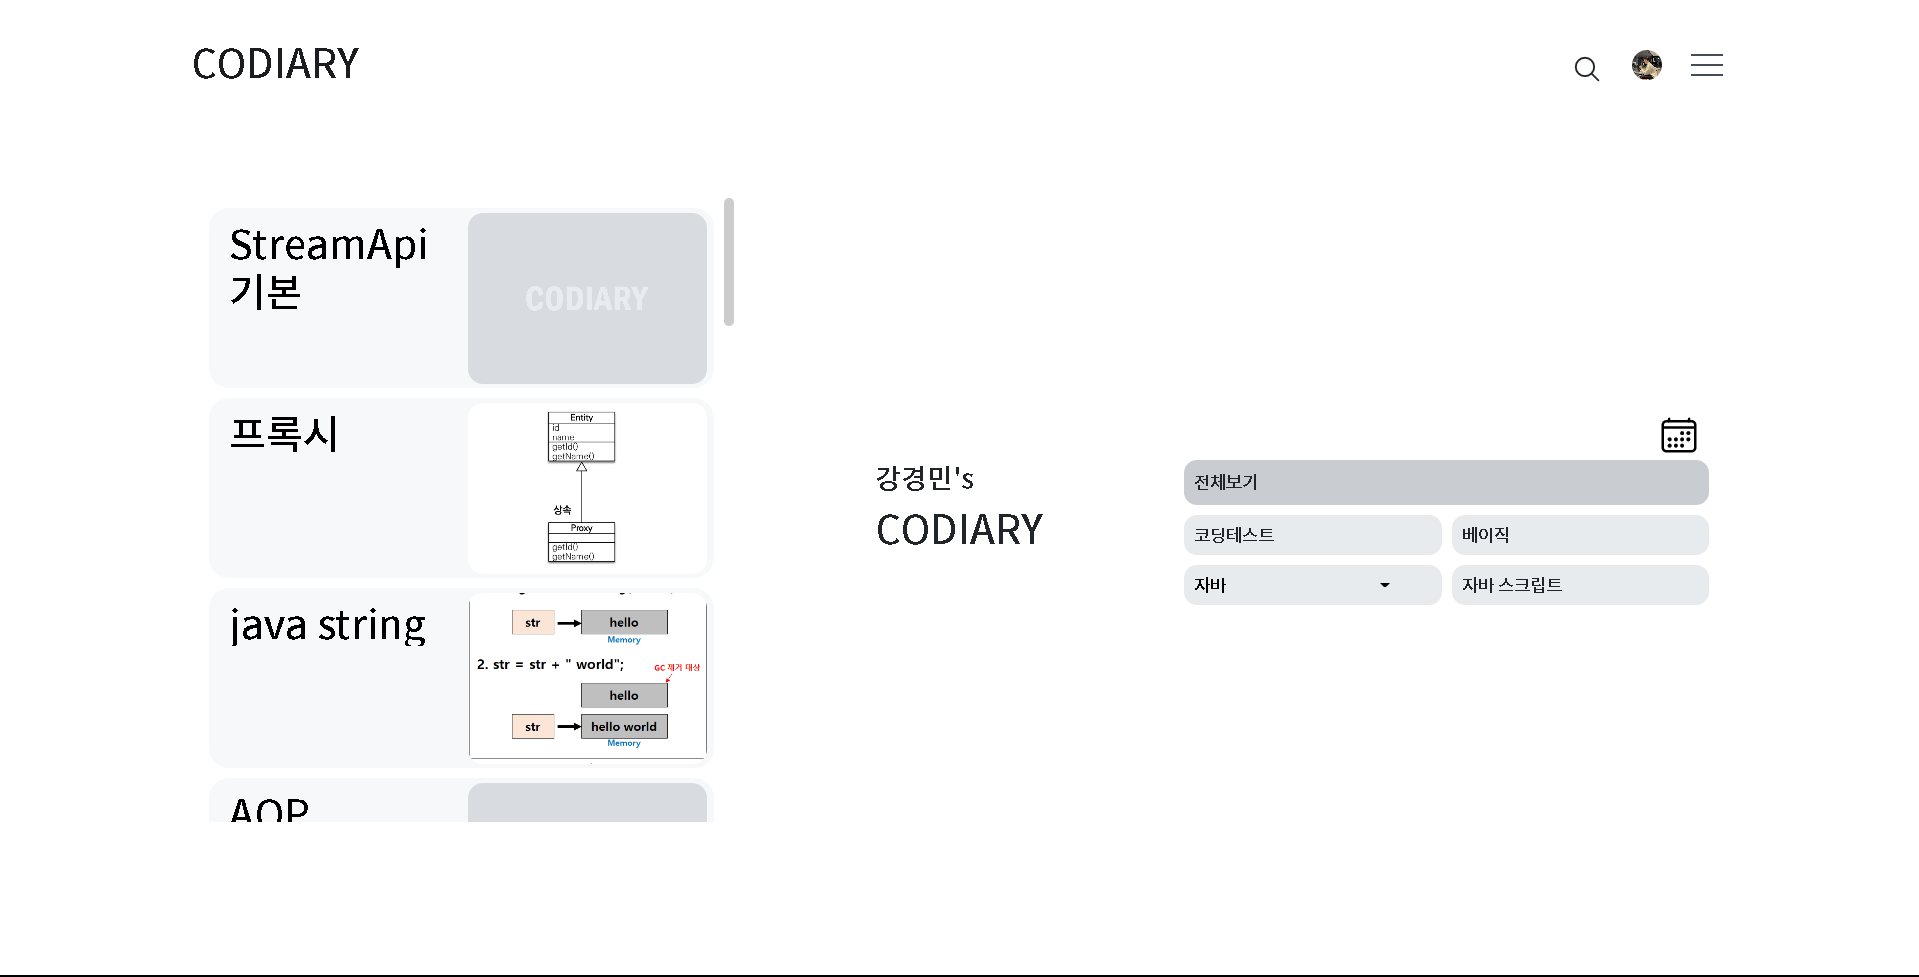 CODIARY
StreamApi
기본
CODIARY
프록시
Entity
id
name
getId()
getName()
상속
Proxy
getId()
getName()
java string
str
hello
Memory
2. str = str + " world";
GC 제거 대상
hello
str
hello world
Memory
AOP
강경민's
CODIARY
전체보기
코딩테스트
베이직
자바
자바 스크립트